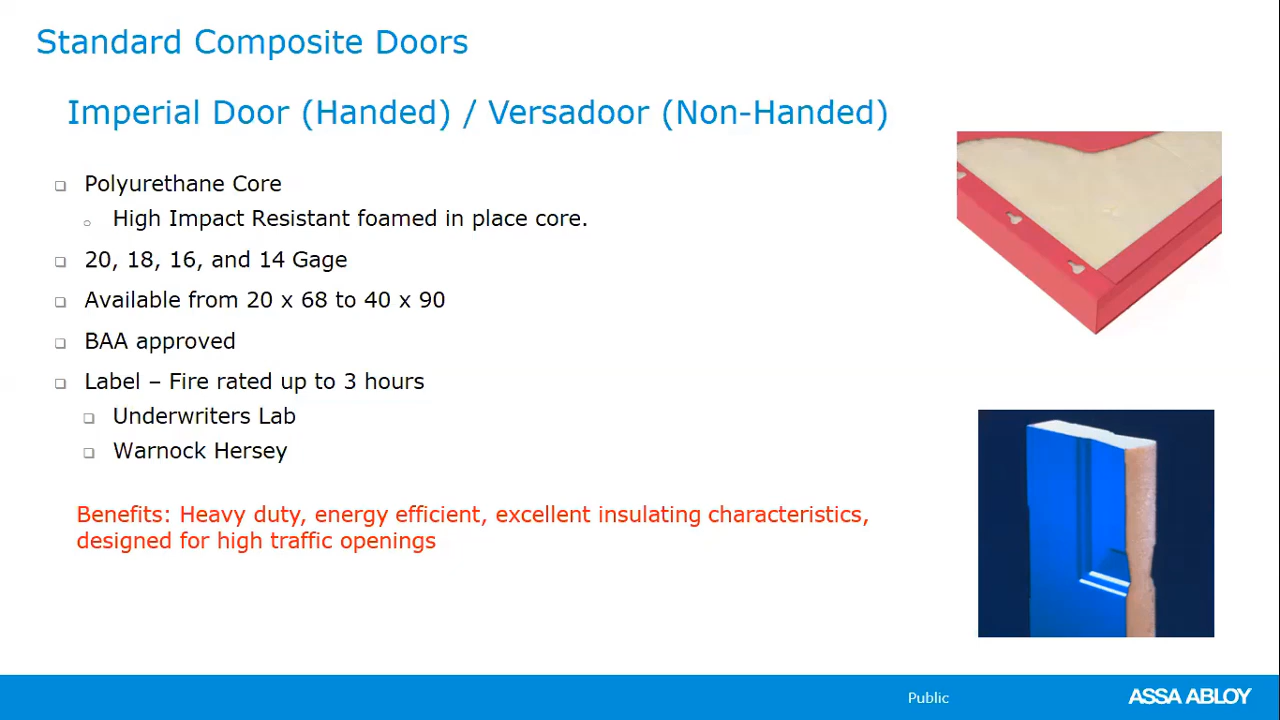 Standard Composite Doors
Imperial Door (Handed) / Versadoor (Non-Handed)
Polyurethane Core
High Impact Resistant foamed in place core.
20, 18, 16, and 14 Gage
Available from 20 x 68 to 40 x 90
BAA approved
Label – Fire rated up to 3 hours
Underwriters Lab
Warnock Hersey
Benefits: Heavy duty, energy efficient, excellent insulating characteristics,
designed for high traffic openings
Public
ASSA ABLOY